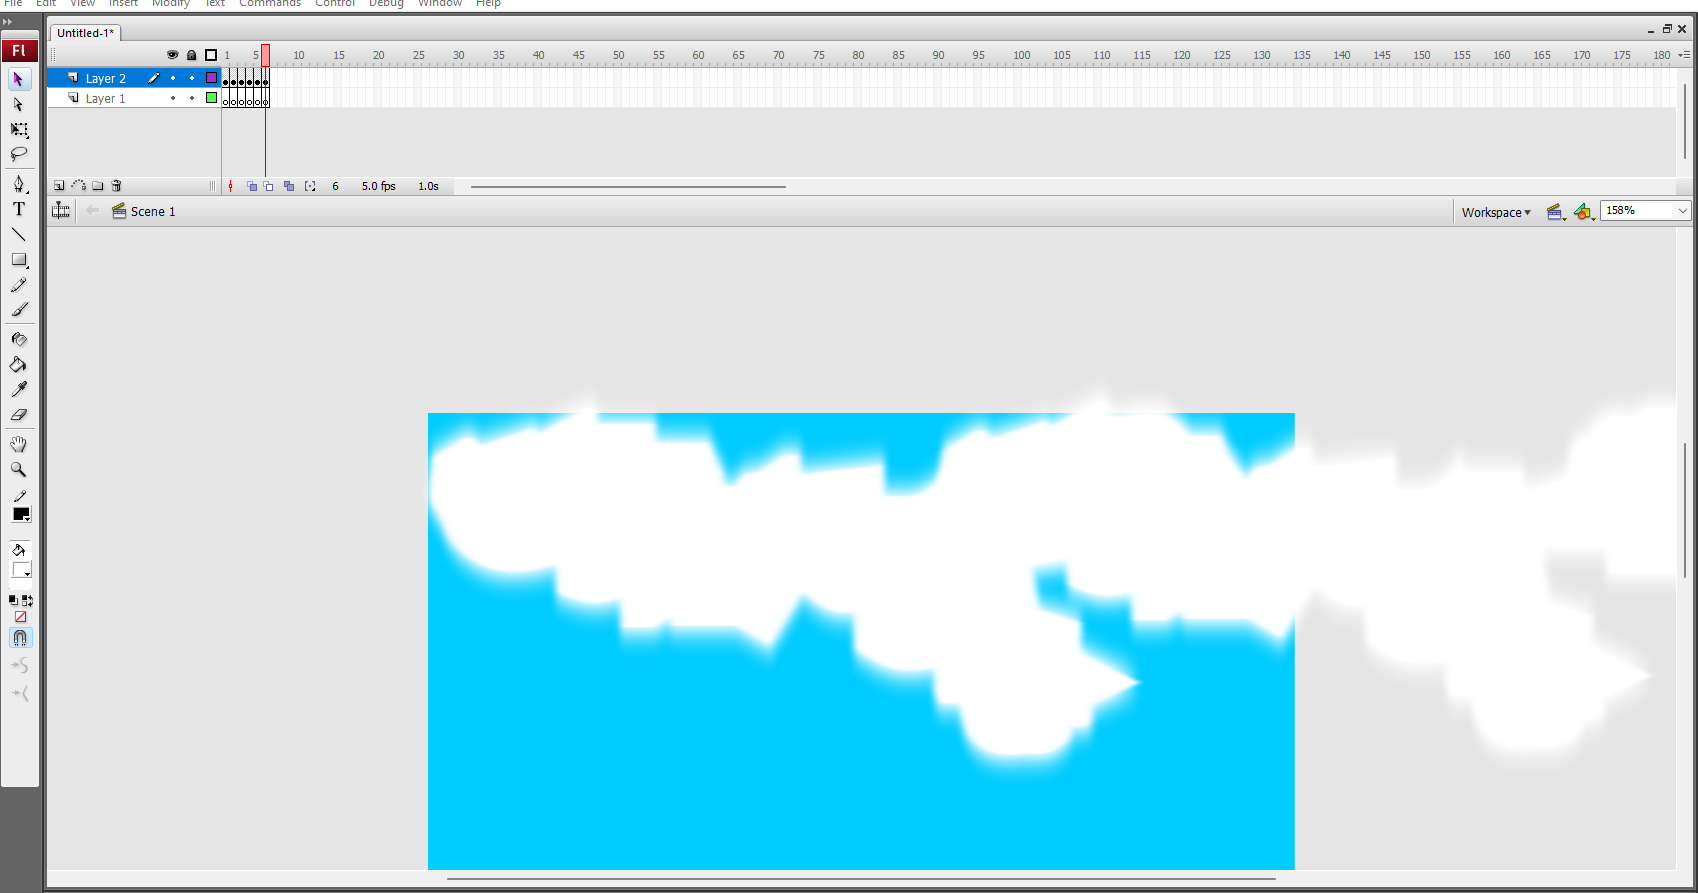 File Edit View Insert Modify Text Commands Control Debug Window Help
Untitled-1*
Fl
1 5 10 15 20 25 30 35 40 45 50 55 60 65 70 75 80 85 90 95 100 105 110 115 120 125 130 135 140 145 150 155 160 165 170 175 180
Layer 2
Layer 1
6 5.0 fps 1.0s
Scene 1
Workspace
158%
T